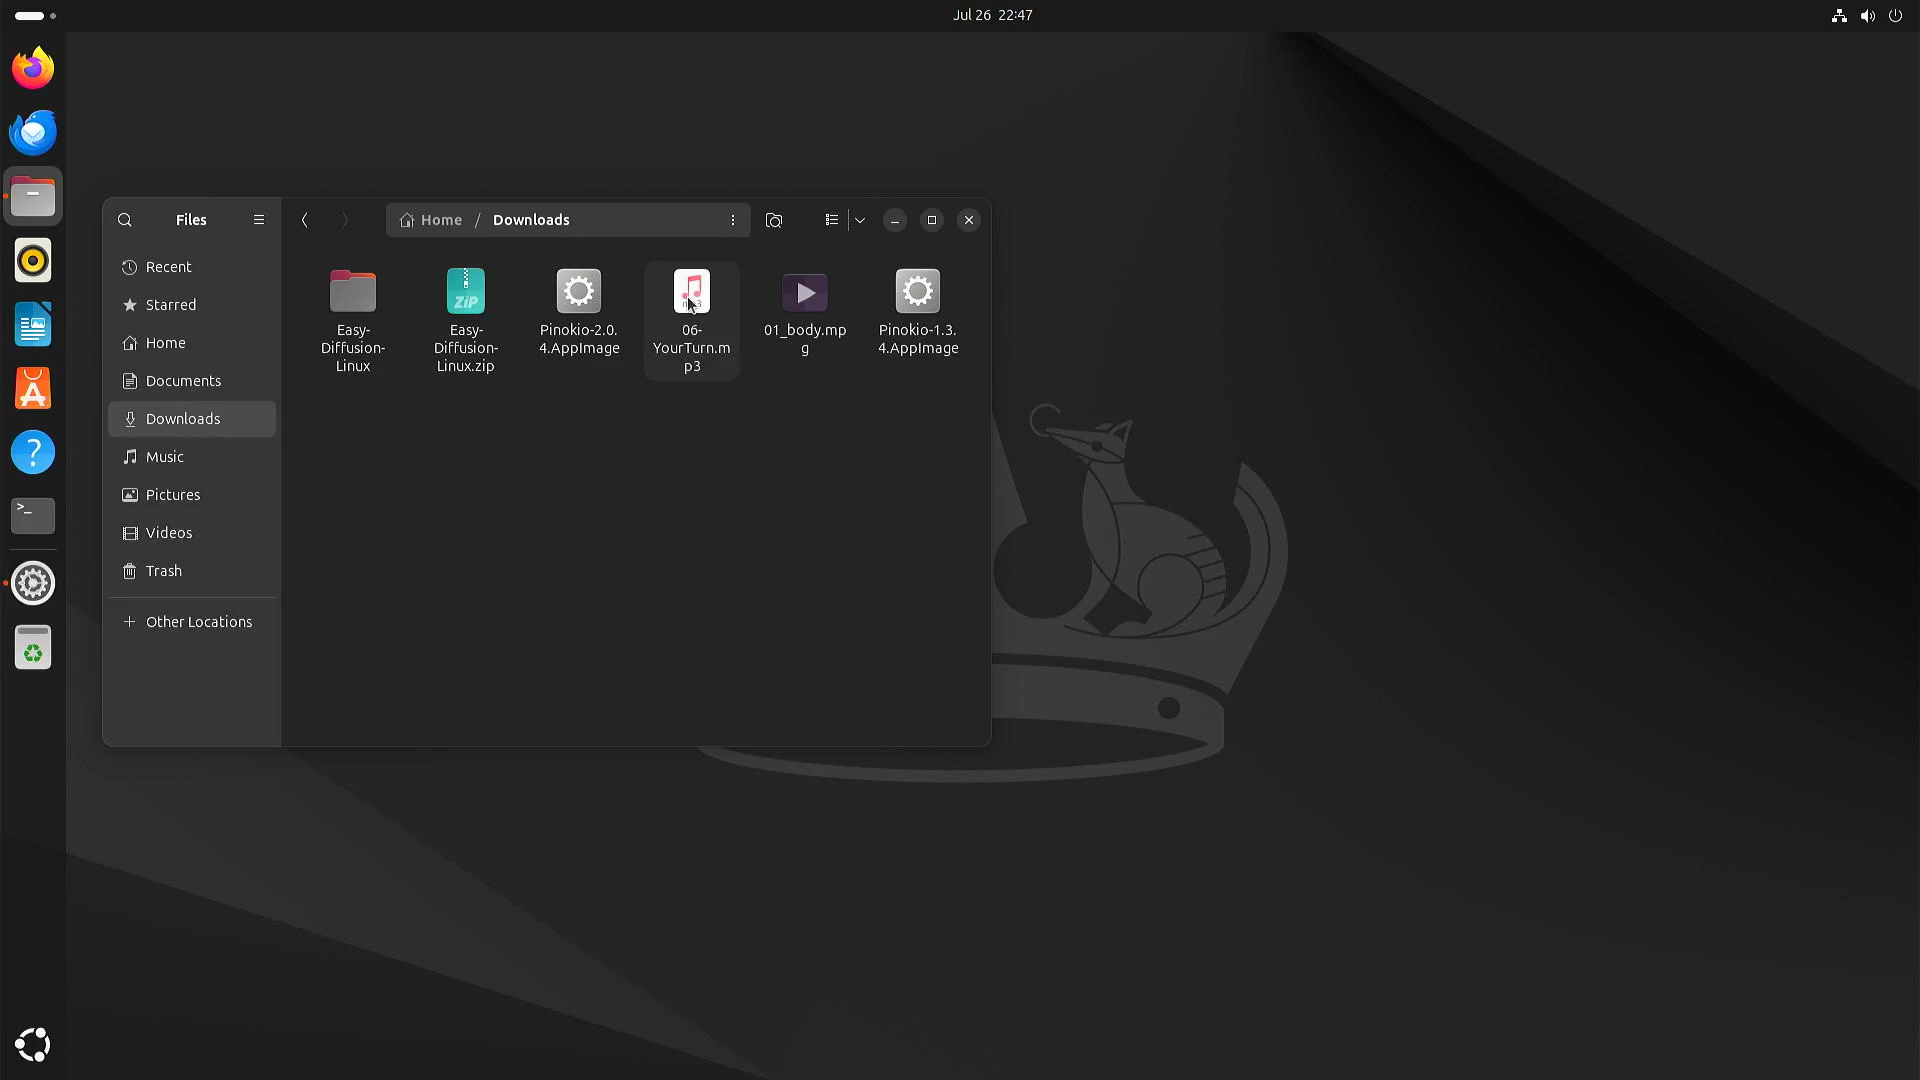 Jul 26 22:47
Files
Home / Downloads
Recent
Starred
Home
Documents
Downloads
Music
Pictures
Videos
Trash
Other Locations
Easy-
Diffusion-
Linux
ZIP
Easy-
Diffusion-
Linux.zip
Pinokio-2.0.
4.AppImage
06-
YourTurn.m
p3
01_body.mp
g
Pinokio-1.3.
4.AppImage